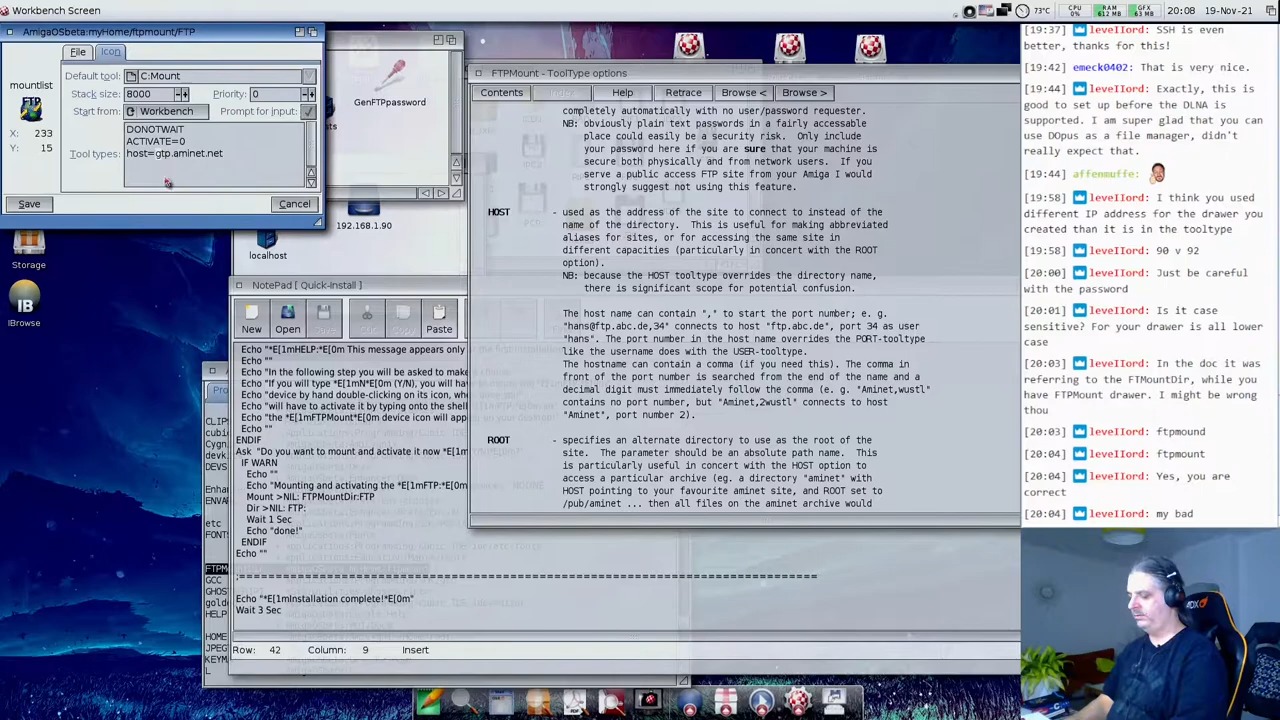 Workbench Screen
73°C
CPU
0%
RAM
612 MB
GFX
63 MB
20:08
19-Nov-21
AmigaOSbeta:myHome/ftpmount/FTP
File
Icon
mountlist
FTP
X: 233
Y: 15
Default tool: C:Mount
Stack size: 8000
Priority: 0
Start from: Workbench
Prompt for input:
DONOTWAIT
ACTIVATE=0
Tool types: host=gtp.aminet.net
Save
Cancel
GenFTPpassword
192.168.1.90
localhost
Storage
IB
IBrowse
FTPMount - ToolType options
Contents
Index
Help
Retrace
Browse <
Browse >
completely automatically with no user/password requester.
NB: obviously plain text passwords in a fairly accessable
place could easily be a security risk. Only include
your password here if you are sure that your machine is
secure both physically and from network users. If you
serve a public access FTP site from your Amiga I would
strongly suggest not using this feature.
HOST - used as the address of the site to connect to instead of the
name of the directory. This is useful for making abbreviated
aliases for sites, or for accessing the same site in
different capacities (particularly in concert with the ROOT
option).
NB: because the HOST tooltype overrides the directory name,
there is significant scope for potential confusion.
The host name can contain "," to start the port number; e. g.
"hans@ftp.abc.de,34" connects to host "ftp.abc.de", port 34 as user
"hans". The port number in the host name overrides the PORT-tooltype
like the username does with the USER-tooltype.
The hostname can contain a comma (if you need this). The comma in
front of the port number is searched from the end of the name and a
decimal digit must immediately follow the comma (e. g. "Aminet,wustl"
contains no port number, but "Aminet,2wustl" connects to host
"Aminet", port number 2).
ROOT - specifies an alternate directory to use as the root of the
site. The parameter should be an absolute path name. This
is particularly useful in concert with the HOST option to
access a particular archive (eg. a directory "aminet" with
HOST pointing to your favourite aminet site, and ROOT set to
/pub/aminet ... then all files on the aminet archive would
NotePad [ Quick-Install ]
New
Open
Save
Cut
Copy
Paste
Echo "*E[1mHELP:*E[0m This message appears only
Echo ""
Echo "In the following step you will be asked to make
Echo "If you will type *E[1mN*E[0m (Y/N), you will have
Echo "device by hand double-clicking on its icon, whe
Echo "will have to activate it by typing onto the shell
Echo "the *E[1mFTPMount*E[0m device icon will appear
Echo ""
ENDIF
Ask "Do you want to mount and activate it now *E[1m
IF WARN
Echo ""
Echo "Mounting and activating the *E[1mFTP:*E[0m
Mount >NIL: FTPMountDir:FTP
Dir >NIL: FTP:
Wait 1 Sec
Echo "done!"
ENDIF
Echo ""
Echo "*E[1mInstallation complete!*E[0m"
Wait 3 Sec
Row: 42
Column: 9
Insert
[19:37] levelIord: SSH is even
better, thanks for this!
[19:42] emeck0402: That is very nice.
[19:44] levelIord: Exactly, this is
good to set up before the DLNA is
supported. I am super glad that you can
use DOpus as a file manager, didn't
really expect that.
[19:44] affenmuffe:
[19:58] levelIord: I think you used
different IP address for the drawer you
created than it is in the tooltype
[19:58] levelIord: 90 v 92
[20:00] levelIord: Just be careful
with the password
[20:01] levelIord: Is it case
sensitive? For your drawer is all lower
case
[20:03] levelIord: In the doc it was
referring to the FTMountDir, while you
have FTPMount drawer. I might be wrong
thou
[20:03] levelIord: ftpmound
[20:04] levelIord: ftpmount
[20:04] levelIord: Yes, you are
correct
[20:04] levelIord: my bad